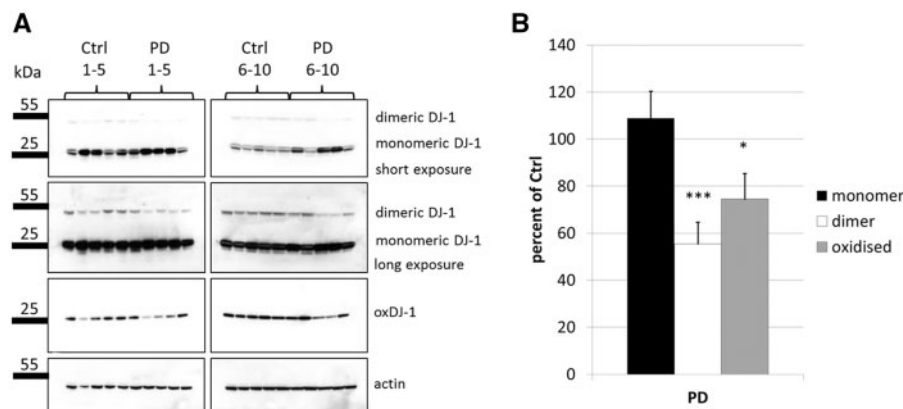 A
Ctrl PD Ctrl PD
kDa 1-5 1-5 6-10 6-10
55
dimeric DJ-1
25
monomeric DJ-1
short exposure
55
dimeric DJ-1
25
monomeric DJ-1
long exposure
25
oxDJ-1
55
actin
B
140
120
100
80
60
40
20
0
percent of Ctrl
***
*
PD
monomer
dimer
oxidised